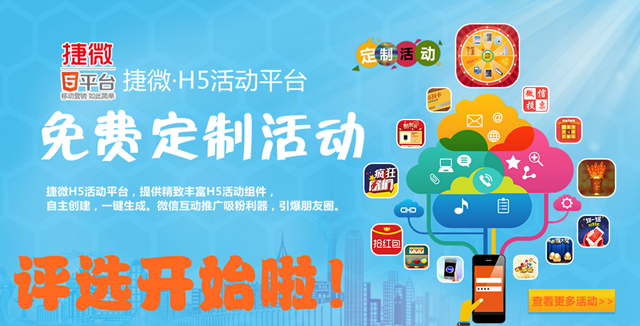 捷微
5平台
移动营销 如此简单
捷微·H5活动平台
定制活动
免费定制活动
捷微H5活动平台，提供精致丰富H5活动组件，
自主创建，一键生成。微信互动推广吸粉利器，引爆朋友圈。
评选开始啦!
微信
投票
疯狂
抢红包
查看更多活动>>